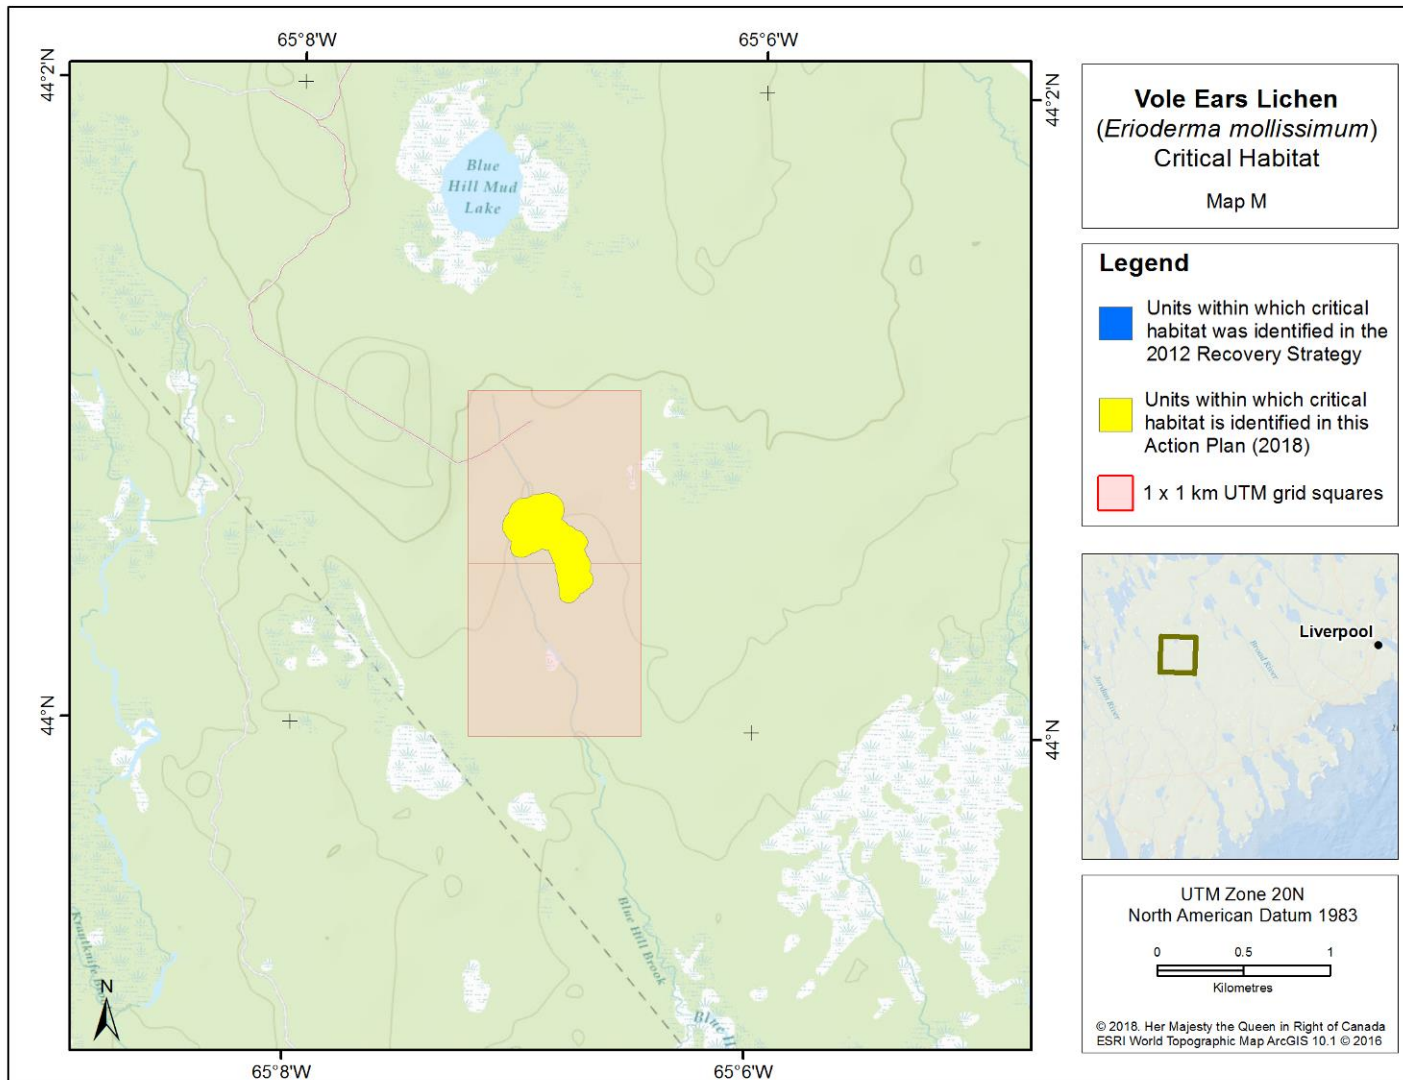 65°8'W
65°6'W
44°2'N
44°2'N
Blue
Hill Mud
Lake
44°N
44°N
Blue Hill Brook
N
65°8'W
65°6'W
Vole Ears Lichen
(Erioderma mollissimum)
Critical Habitat
Map M
Legend
Units within which critical
habitat was identified in the
2012 Recovery Strategy
Units within which critical
habitat is identified in this
Action Plan (2018)
1 x 1 km UTM grid squares
Liverpool
Broad River
Jordan River
UTM Zone 20N
North American Datum 1983
0 0.5 1
Kilometres
© 2018. Her Majesty the Queen in Right of Canada
ESRI World Topographic Map ArcGIS 10.1 © 2016